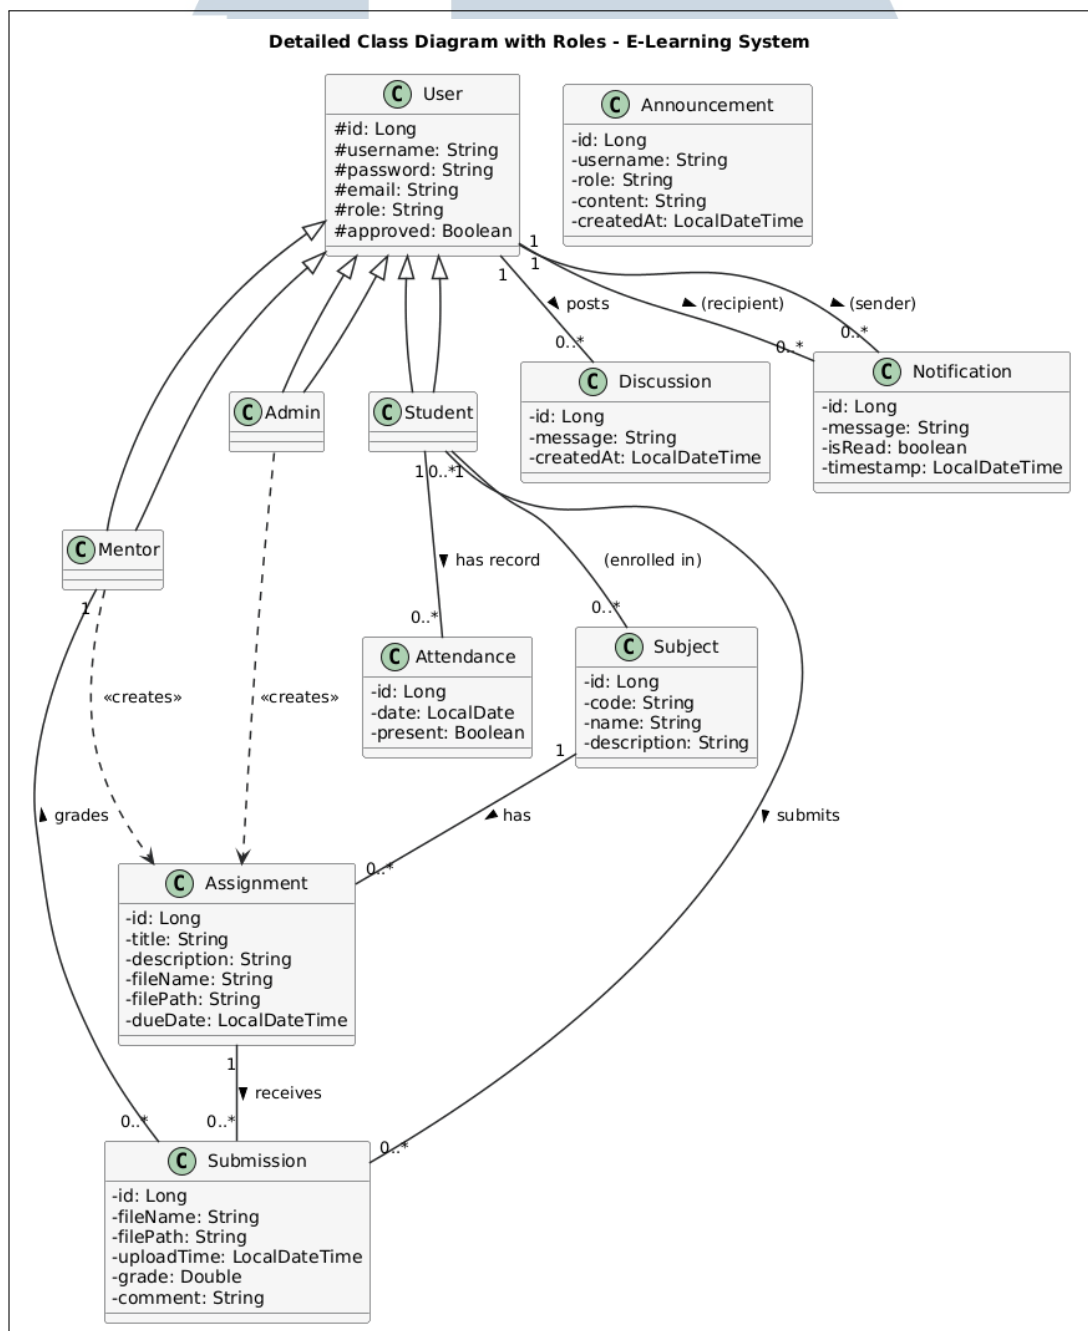 Detailed Class Diagram with Roles - E-Learning System
C User
#id: Long
#username: String
#password: String
#email: String
#role: String
#approved: Boolean
C Announcement
-id: Long
-username: String
-role: String
-content: String
-createdAt: LocalDateTime
1
1
1
posts
(recipient)
(sender)
0..*
0..*
0..*
C Discussion
-id: Long
-message: String
-createdAt: LocalDateTime
C Notification
-id: Long
-message: String
-isRead: boolean
-timestamp: LocalDateTime
C Admin
C Student
1 0..* 1
C Mentor
1
has record
(enrolled in)
0..*
0..*
C Attendance
-id: Long
-date: LocalDate
-present: Boolean
C Subject
-id: Long
-code: String
-name: String
-description: String
«creates»
«creates»
1
grades
has
submits
0..*
C Assignment
-id: Long
-title: String
-description: String
-fileName: String
-filePath: String
-dueDate: LocalDateTime
1
receives
0..*
0..*
0..*
C Submission
-id: Long
-fileName: String
-filePath: String
-uploadTime: LocalDateTime
-grade: Double
-comment: String